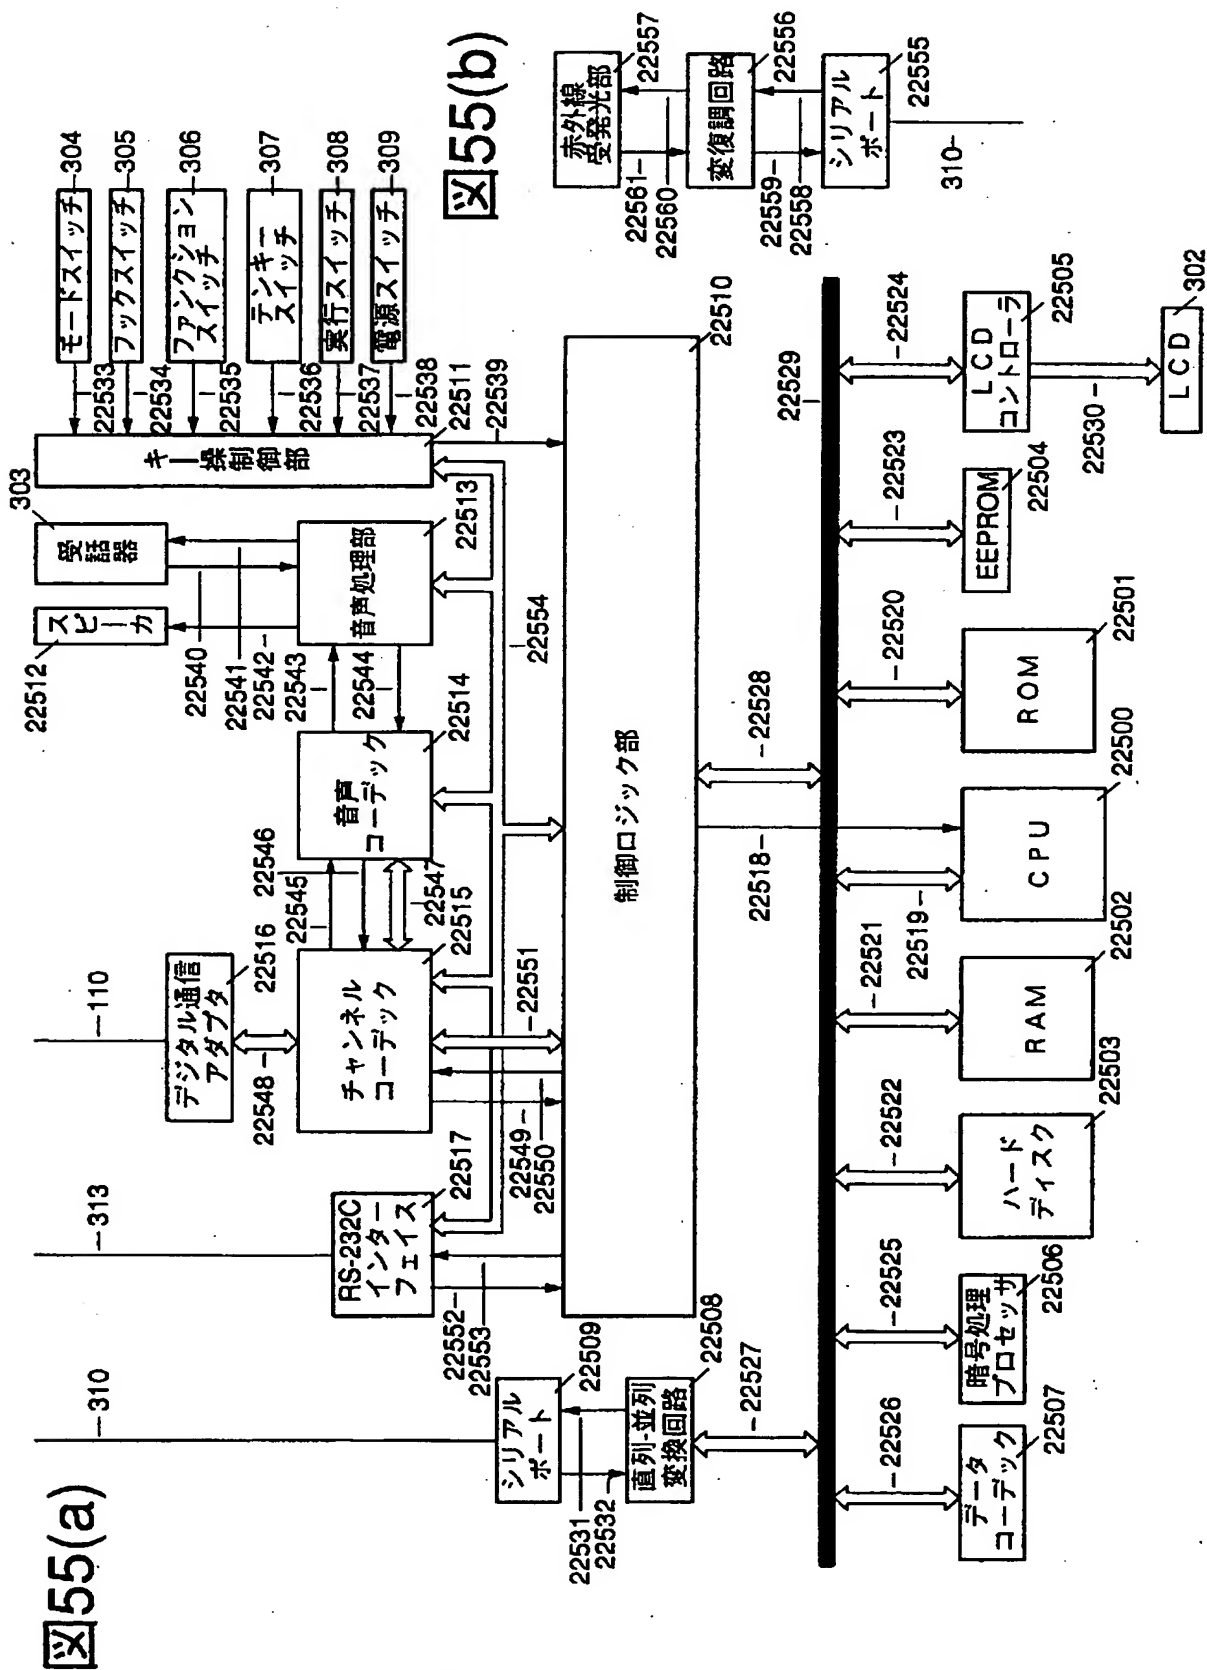 図55(a)
310
313
110
シリアル
ポート
22509
22531
22532
直列-並列
変換回路
22508
22527
RS-232C
インター
フェイス
22517
22552
22553
デジタル通信
アダプタ
22516
22548
チャンネル
コーデック
22515
22549
22550
22551
22545
22546
22547
音声
コーデック
22514
22543
22544
スピーカ
22512
受話器
303
22540
22541
22542
音声処理部
22513
22554
キー操制御部
22511
22539
モードスイッチ
304
22533
フックスイッチ
305
22534
ファンクション
スイッチ
306
22535
テンキー
スイッチ
307
22536
実行スイッチ
308
22537
電源スイッチ
309
22538
制御ロジック部
22510
22518
22528
22529
データ
コーデック
22507
22526
暗号処理
プロセッサ
22506
22525
ハード
ディスク
22503
22522
RAM
22502
22521
CPU
22500
22519
ROM
22501
22520
EEPROM
22504
22523
LCD
コントローラ
22505
22524
22530
LCD
302
図55(b)
赤外線
受発光部
22557
22561
22560
変復調回路
22556
22559
22558
シリアル
ポート
22555
310